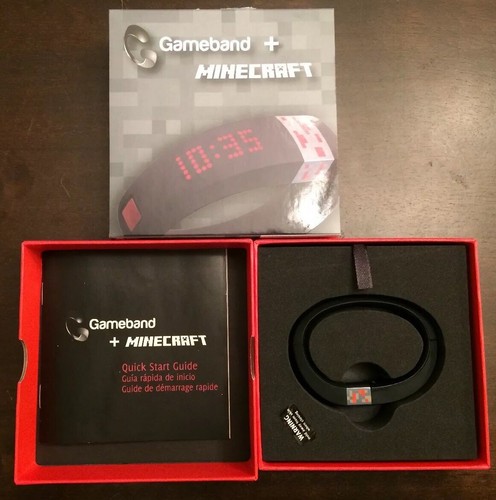 Gameband +
MINECRAFT
10:35
Gameband
+ MINECRAFT
Quick Start Guide
Guía rápida de inicio
Guide de démarrage rapide
WARNING